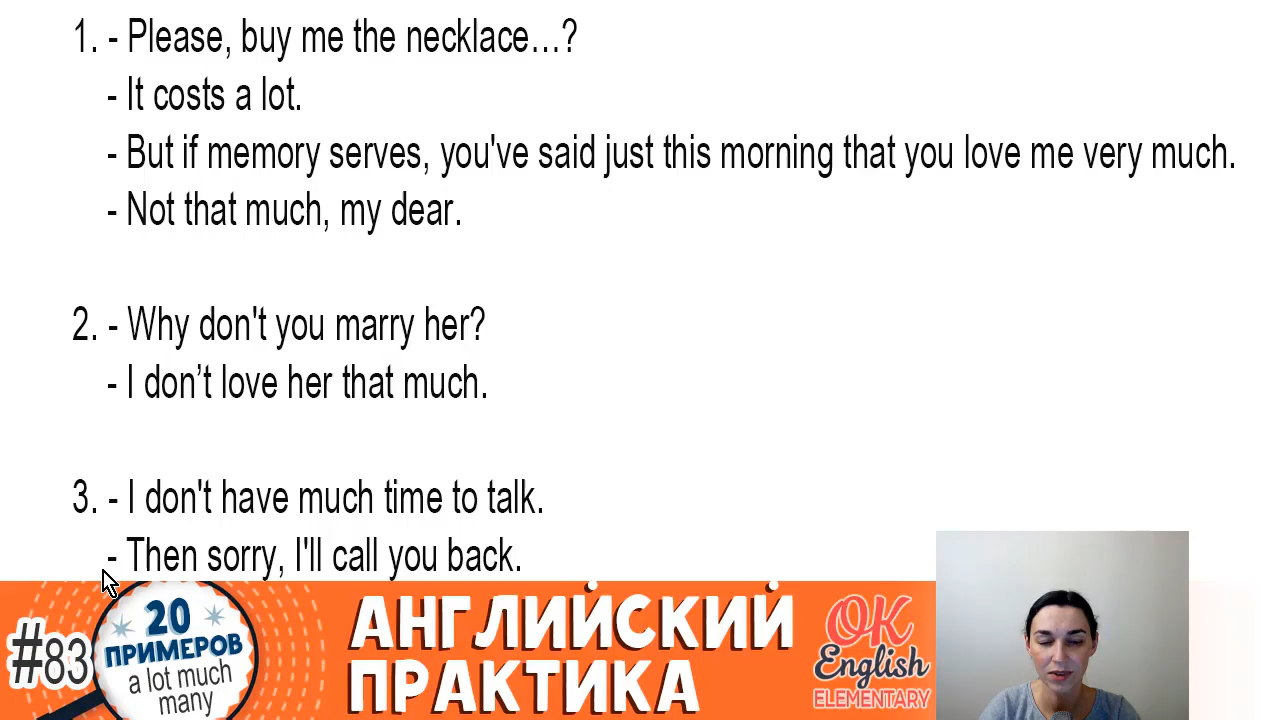 1. - Please, buy me the necklace…?
- It costs a lot.
- But if memory serves, you've said just this morning that you love me very much.
- Not that much, my dear.
2. - Why don't you marry her?
- I don’t love her that much.
3. - I don't have much time to talk.
- Then sorry, I'll call you back.
#83
20
ПРИМЕРОВ
a lot much
many
АНГЛИЙСКИЙ
ПРАКТИКА
OK
English
ELEMENTARY